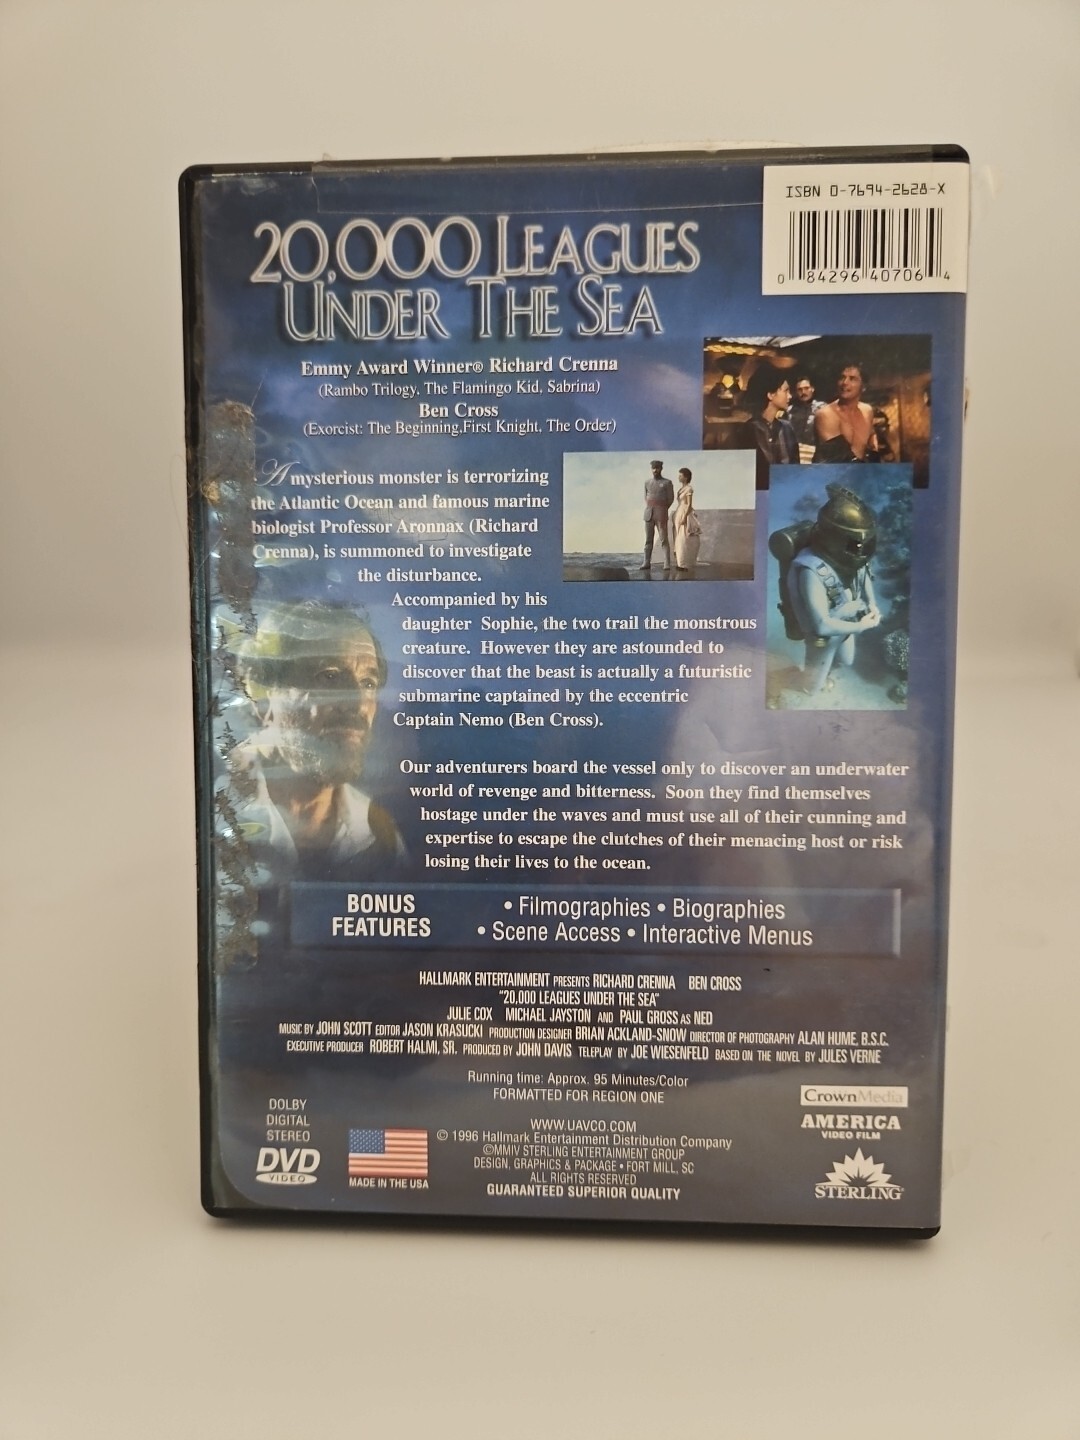 ISBN 0-7694-2628-X
0 84296 40706 4
20,000 LEAGUES
UNDER THE SEA
Emmy Award Winner® Richard Crenna
(Rambo Trilogy, The Flamingo Kid, Sabrina)
Ben Cross
(Exorcist: The Beginning,First Knight, The Order)
A mysterious monster is terrorizing
the Atlantic Ocean and famous marine
biologist Professor Aronnax (Richard
Crenna), is summoned to investigate
the disturbance.
Accompanied by his
daughter Sophie, the two trail the monstrous
creature. However they are astounded to
discover that the beast is actually a futuristic
submarine captained by the eccentric
Captain Nemo (Ben Cross).
Our adventurers board the vessel only to discover an underwater
world of revenge and bitterness. Soon they find themselves
hostage under the waves and must use all of their cunning and
expertise to escape the clutches of their menacing host or risk
losing their lives to the ocean.
BONUS
FEATURES
• Filmographies • Biographies
• Scene Access • Interactive Menus
HALLMARK ENTERTAINMENT PRESENTS RICHARD CRENNA BEN CROSS
"20,000 LEAGUES UNDER THE SEA"
JULIE COX MICHAEL JAYSTON AND PAUL GROSS AS NED
MUSIC BY JOHN SCOTT EDITOR JASON KRASUCKI PRODUCTION DESIGNER BRIAN ACKLAND-SNOW DIRECTOR OF PHOTOGRAPHY ALAN HUME, B.S.C.
EXECUTIVE PRODUCER ROBERT HALMI, SR. PRODUCED BY JOHN DAVIS TELEPLAY BY JOE WIESENFELD BASED ON THE NOVEL BY JULES VERNE
Running time: Approx. 95 Minutes/Color
FORMATTED FOR REGION ONE
DOLBY
DIGITAL
STEREO
DVD
VIDEO
MADE IN THE USA
WWW.UAVCO.COM
© 1996 Hallmark Entertainment Distribution Company
©MMIV STERLING ENTERTAINMENT GROUP
DESIGN, GRAPHICS & PACKAGE • FORT MILL, SC
ALL RIGHTS RESERVED
GUARANTEED SUPERIOR QUALITY
CrownMedia
AMERICA
VIDEO FILM
STERLING